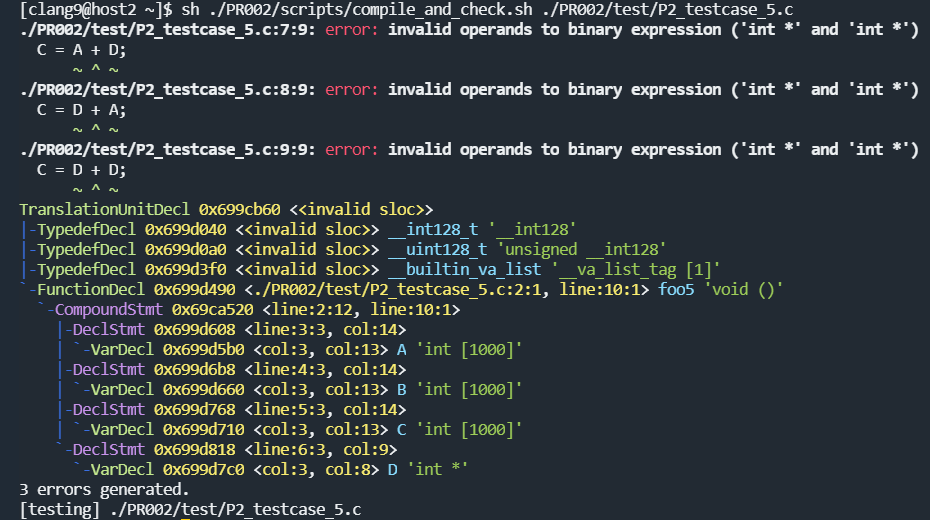 [clang9@host2 ~]$ sh ./PR002/scripts/compile_and_check.sh ./PR002/test/P2_testcase_5.c
./PR002/test/P2_testcase_5.c:7:9: error: invalid operands to binary expression ('int *' and 'int *')
  C = A + D;
      ~ ^ ~
./PR002/test/P2_testcase_5.c:8:9: error: invalid operands to binary expression ('int *' and 'int *')
  C = D + A;
      ~ ^ ~
./PR002/test/P2_testcase_5.c:9:9: error: invalid operands to binary expression ('int *' and 'int *')
  C = D + D;
      ~ ^ ~
TranslationUnitDecl 0x699cb60 <<invalid sloc>>
|-TypedefDecl 0x699d040 <<invalid sloc>> __int128_t '__int128'
|-TypedefDecl 0x699d0a0 <<invalid sloc>> __uint128_t 'unsigned __int128'
|-TypedefDecl 0x699d3f0 <<invalid sloc>> __builtin_va_list '__va_list_tag [1]'
`-FunctionDecl 0x699d490 <./PR002/test/P2_testcase_5.c:2:1, line:10:1> foo5 'void ()'
  `-CompoundStmt 0x69ca520 <line:2:12, line:10:1>
    |-DeclStmt 0x699d608 <line:3:3, col:14>
    | `-VarDecl 0x699d5b0 <col:3, col:13> A 'int [1000]'
    |-DeclStmt 0x699d6b8 <line:4:3, col:14>
    | `-VarDecl 0x699d660 <col:3, col:13> B 'int [1000]'
    |-DeclStmt 0x699d768 <line:5:3, col:14>
    | `-VarDecl 0x699d710 <col:3, col:13> C 'int [1000]'
    `-DeclStmt 0x699d818 <line:6:3, col:9>
      `-VarDecl 0x699d7c0 <col:3, col:8> D 'int *'
3 errors generated.
[testing] ./PR002/test/P2_testcase_5.c